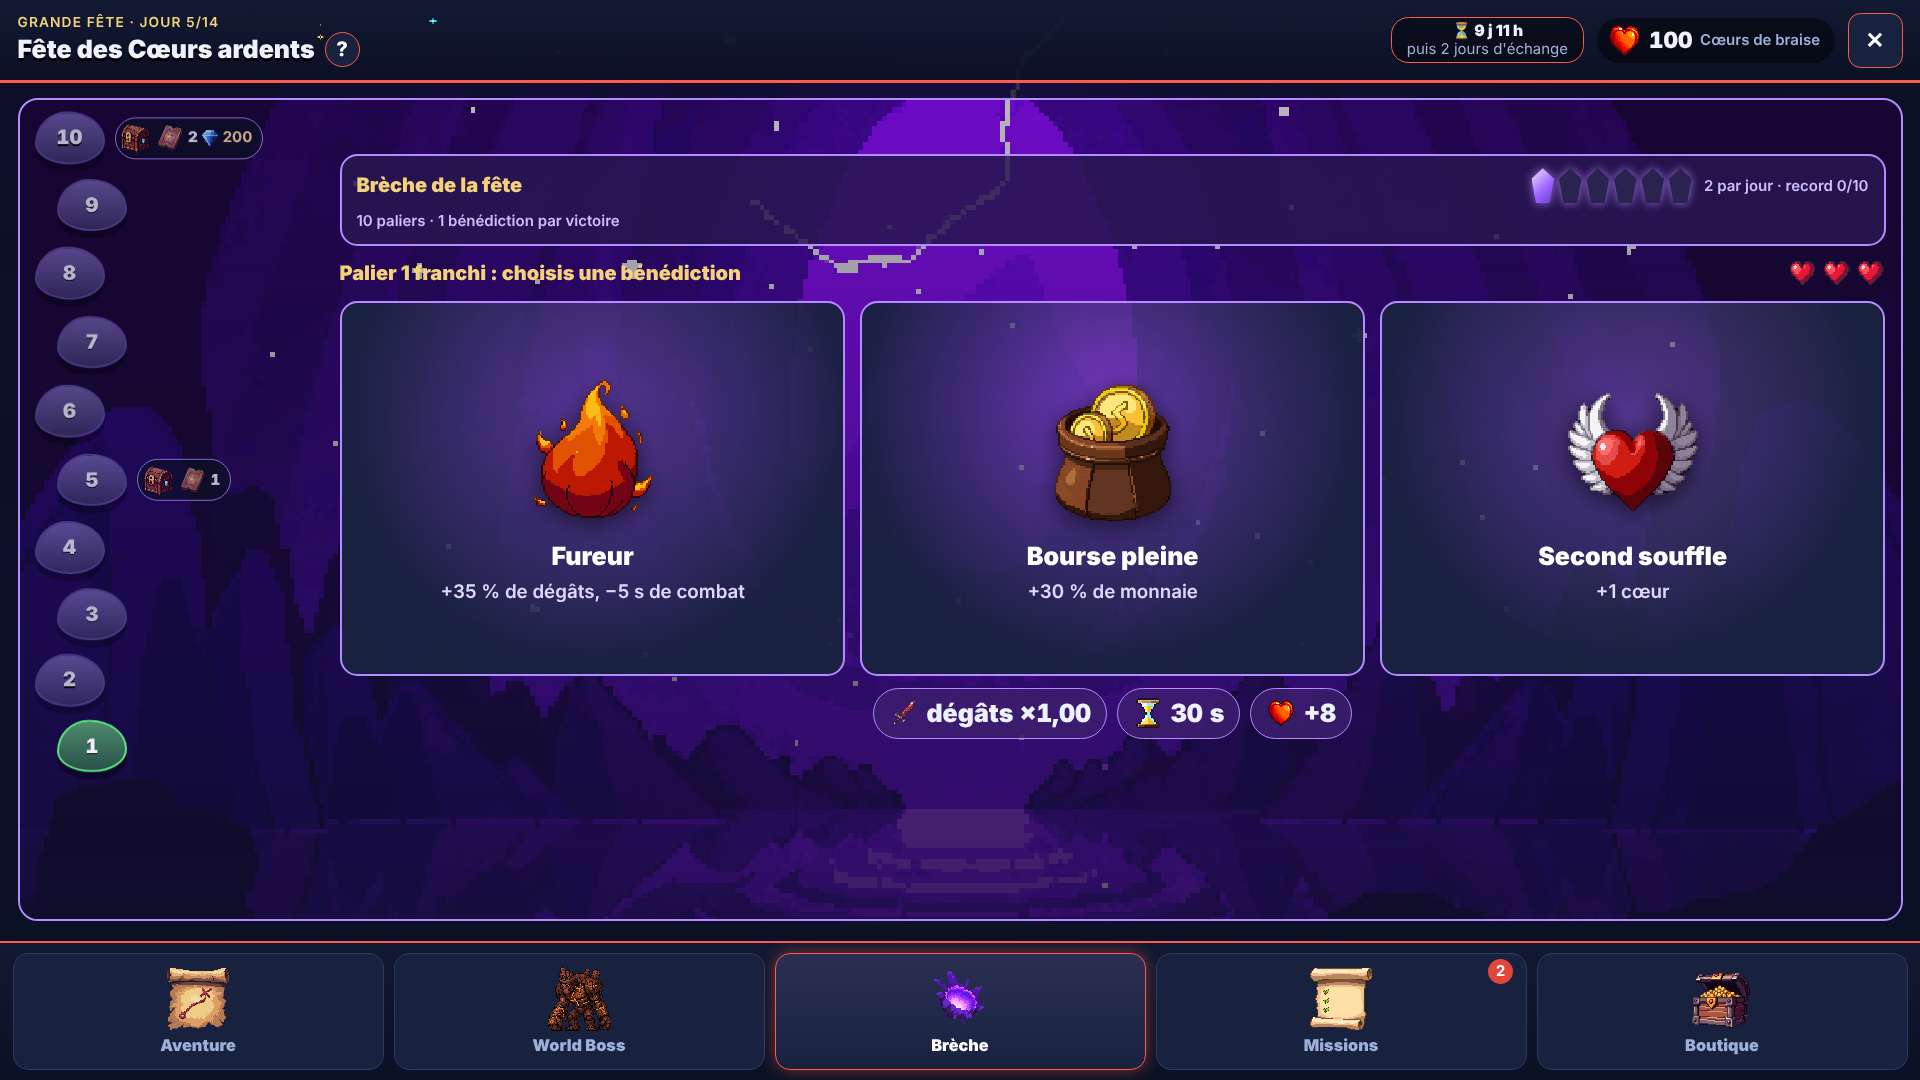 GRANDE FÊTE · JOUR 5/14
Fête des Cœurs ardents
?
9 j 11 h
puis 2 jours d'échange
100 Cœurs de braise
×
10
2
200
9
8
7
6
5
1
4
3
2
1
Brèche de la fête
10 paliers · 1 bénédiction par victoire
2 par jour · record 0/10
Palier 1 franchi : choisis une bénédiction
Fureur
+35 % de dégâts, −5 s de combat
Bourse pleine
+30 % de monnaie
Second souffle
+1 cœur
dégâts ×1,00
30 s
+8
Aventure
World Boss
Brèche
2
Missions
Boutique